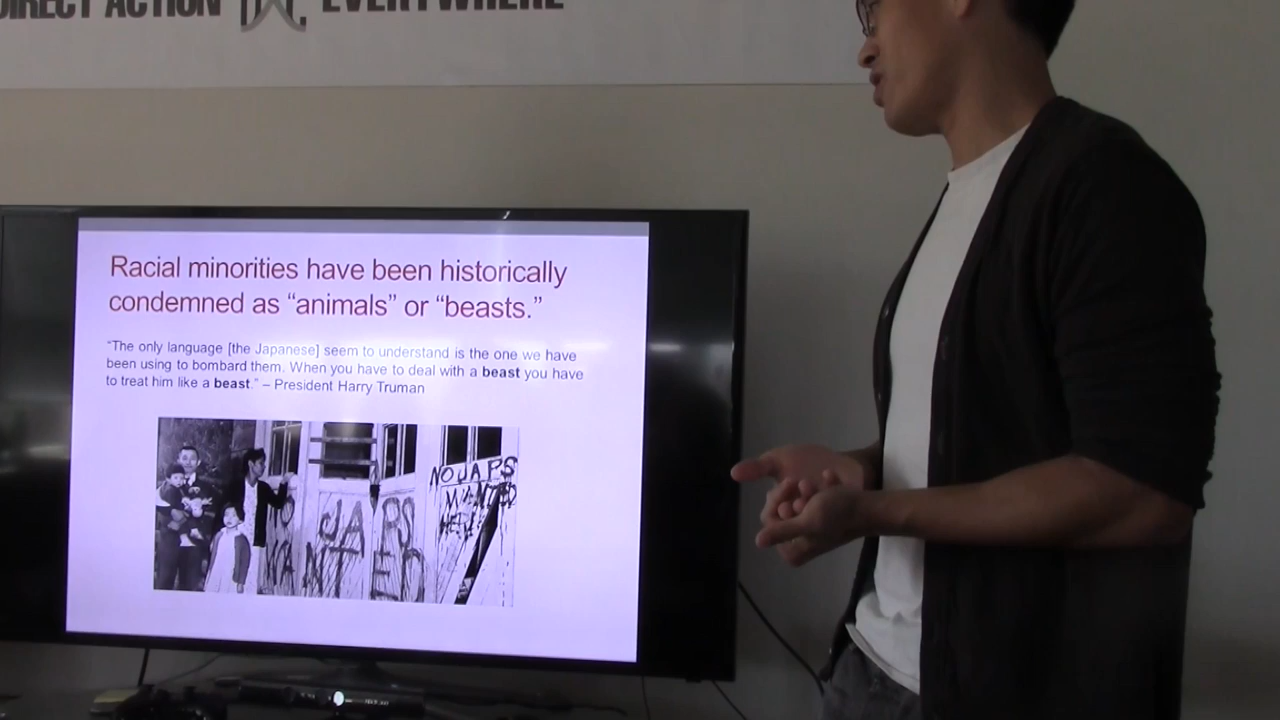 DIRECT ACTION EVERYWHERE
Racial minorities have been historically
condemned as “animals” or “beasts.”
“The only language [the Japanese] seem to understand is the one we have
been using to bombard them. When you have to deal with a beast you have
to treat him like a beast.” – President Harry Truman
NO JAPS
WANTED
HERE
NO
JAPS
WANTED